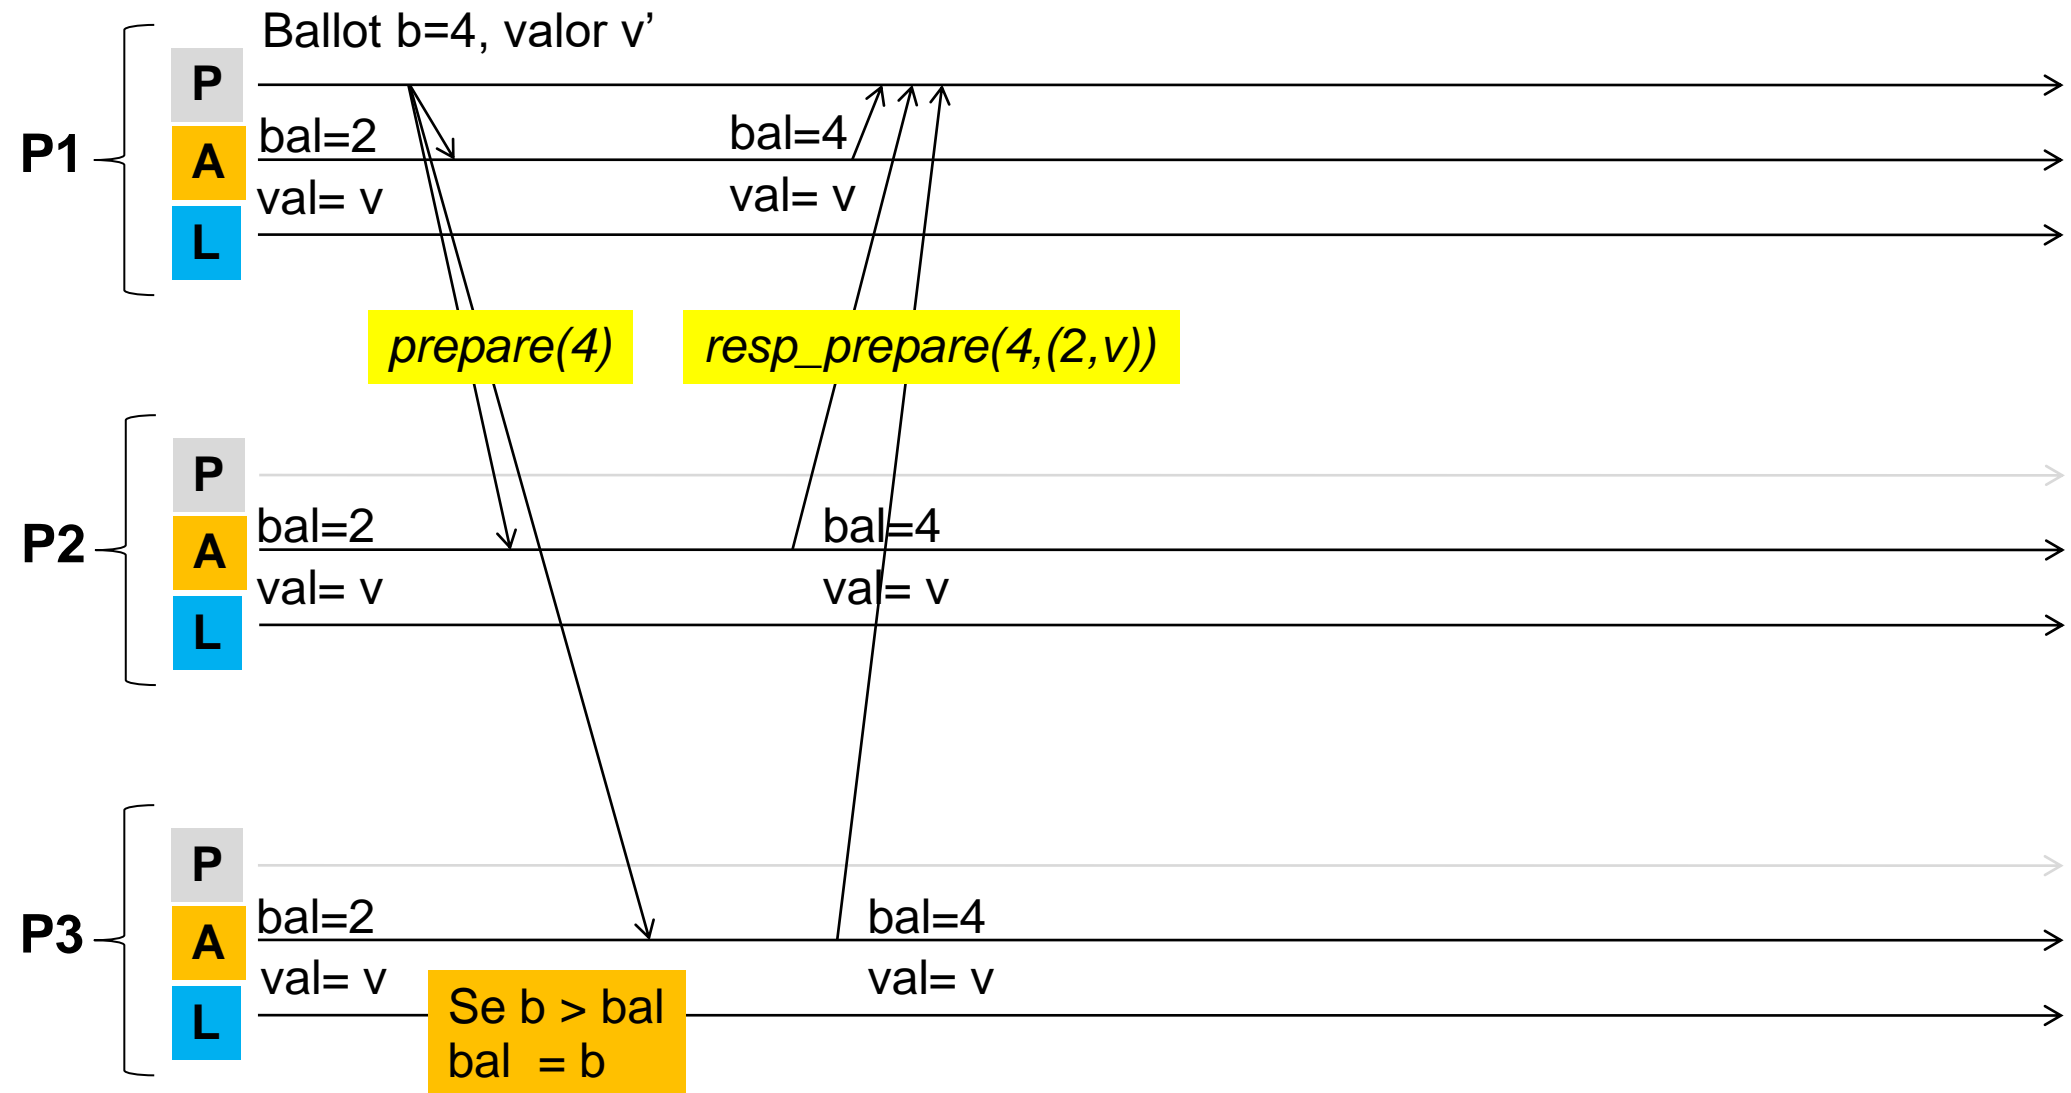 Ballot b=4, valor v’
P
P1
bal=2
bal=4
A
val= v
val= v
L
prepare(4)
resp_prepare(4,(2,v))
P
P2
bal=2
bal=4
A
val= v
val= v
L
P
P3
bal=2
bal=4
A
val= v
val= v
L
Se b > bal
bal = b